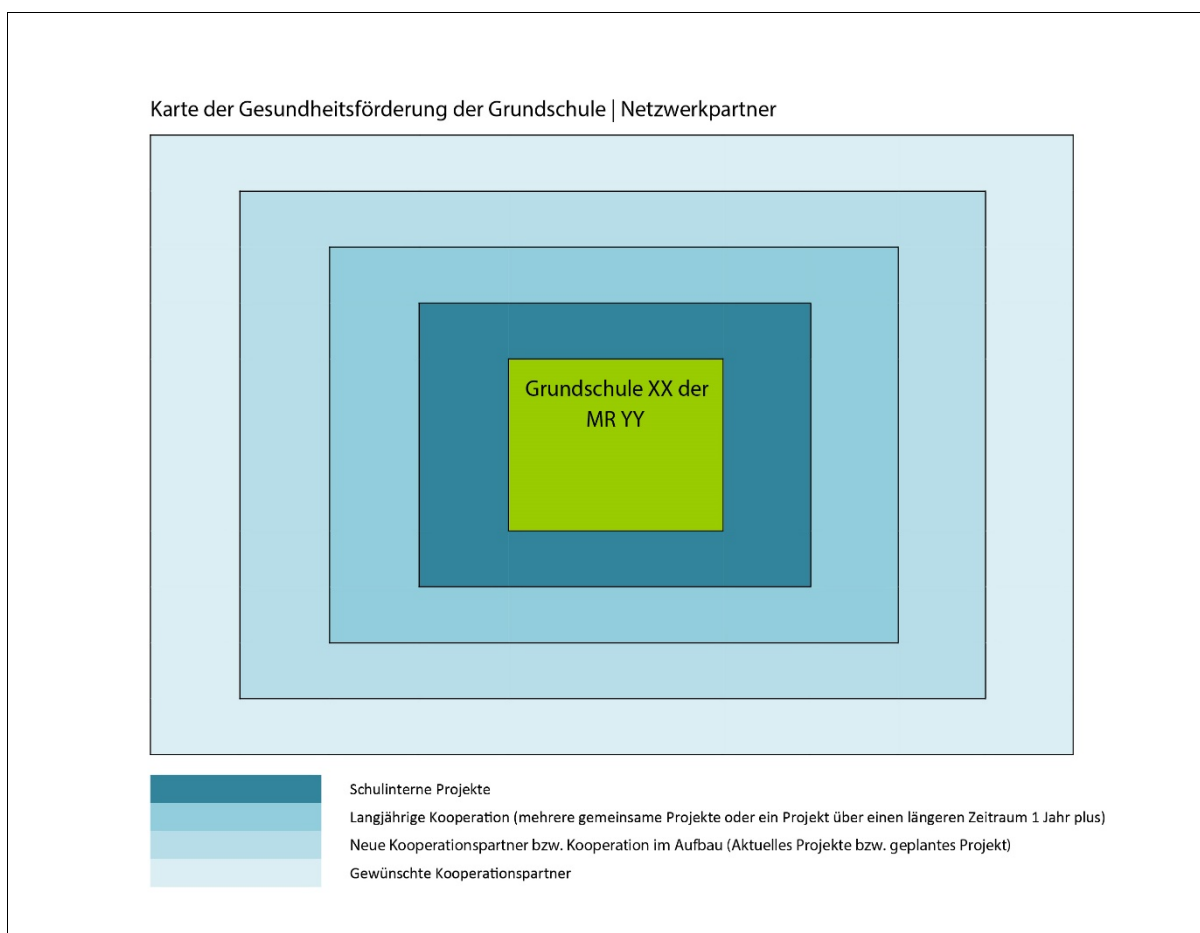 Karte der Gesundheitsförderung der Grundschule | Netzwerkpartner
Grundschule XX der
MR YY
Schulinterne Projekte
Langjährige Kooperation (mehrere gemeinsame Projekte oder ein Projekt über einen längeren Zeitraum 1 Jahr plus)
Neue Kooperationspartner bzw. Kooperation im Aufbau (Aktuelles Projekte bzw. geplantes Projekt)
Gewünschte Kooperationspartner